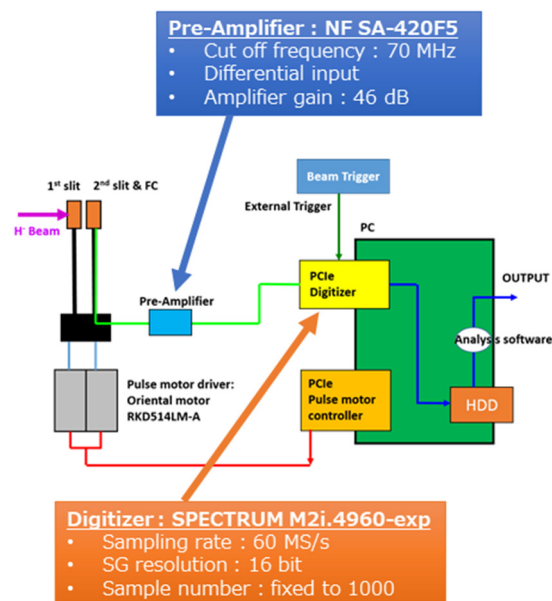 Pre-Amplifier : NF SA-420F5
• Cut off frequency : 70 MHz
• Differential input
• Amplifier gain : 46 dB
1st slit
2nd slit & FC
H- Beam
Beam Trigger
External Trigger
PC
PCIe
Digitizer
OUTPUT
Pre-Amplifier
Analysis software
Pulse motor driver:
Oriental motor
RKD514LM-A
PCIe
Pulse motor
controller
HDD
Digitizer : SPECTRUM M2i.4960-exp
• Sampling rate : 60 MS/s
• SG resolution : 16 bit
• Sample number : fixed to 1000